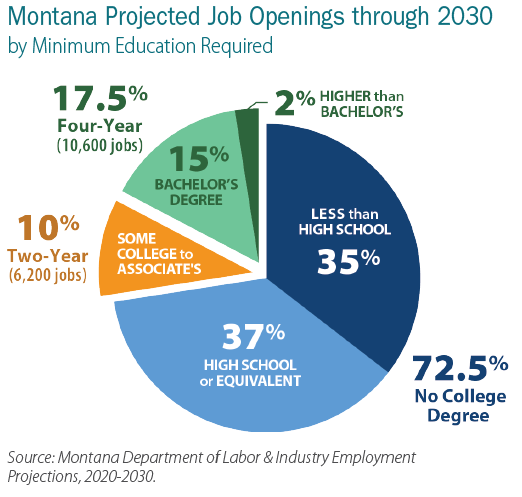 Montana Projected Job Openings through 2030
by Minimum Education Required
17.5%
Four-Year
(10,600 jobs)
2% HIGHER than
BACHELOR'S
15%
BACHELOR'S
DEGREE
LESS than
HIGH SCHOOL
35%
10%
Two-Year
(6,200 jobs)
SOME
COLLEGE to
ASSOCIATE'S
37%
HIGH SCHOOL
or EQUIVALENT
72.5%
No College
Degree
Source: Montana Department of Labor & Industry Employment
Projections, 2020-2030.